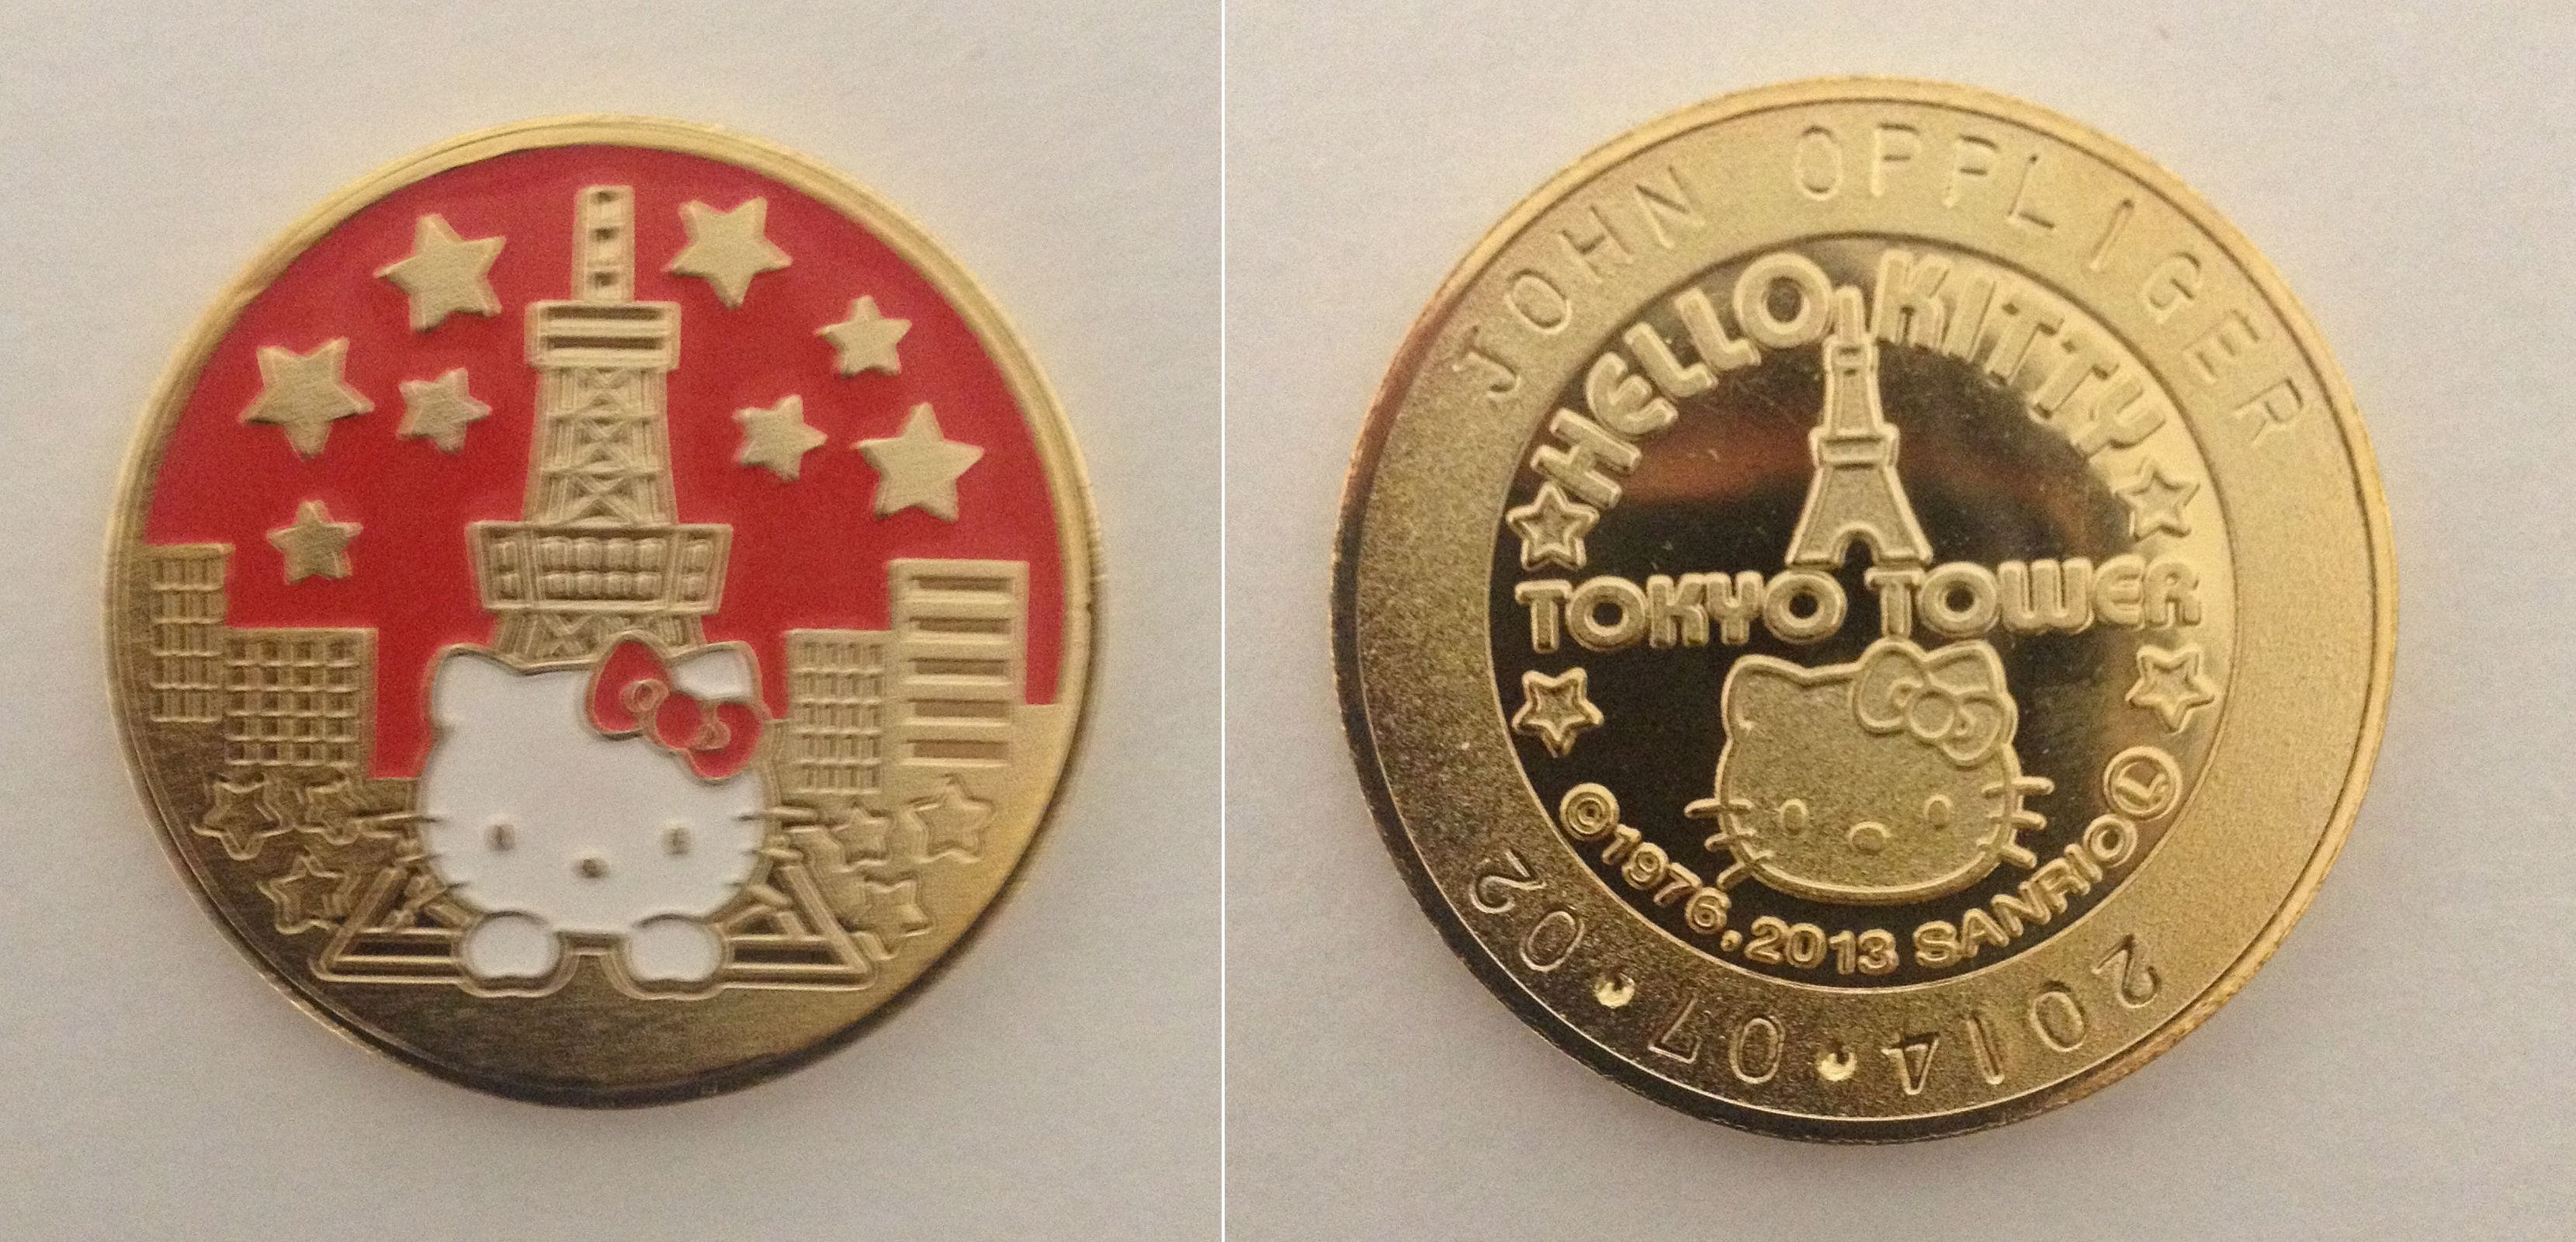 JOHN OPPLIGER
HELLO KITTY
TOKYO TOWER
©1976, 2013 SANRIO Ⓛ
2014.07.02